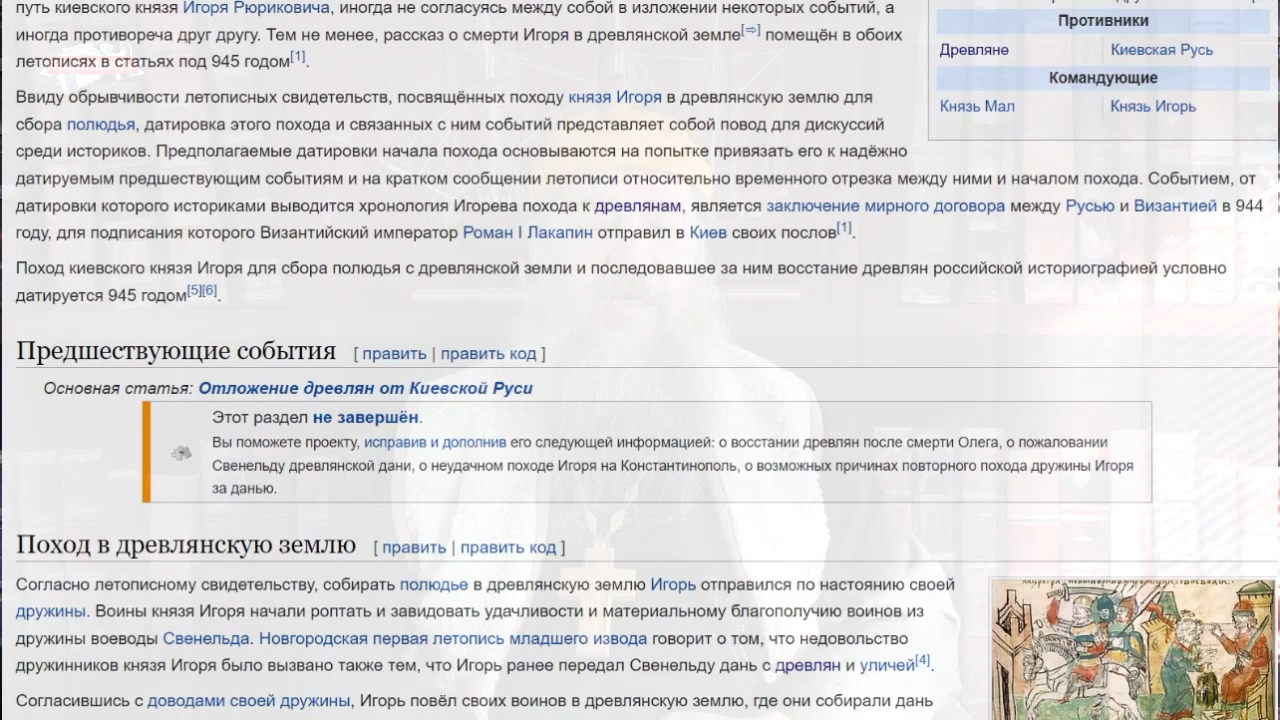 путь киевского князя Игоря Рюриковича, иногда не согласуясь между собой в изложении некоторых событий, а
иногда противореча друг другу. Тем не менее, рассказ о смерти Игоря в древлянской земле[⇨] помещён в обоих
летописях в статьях под 945 годом[1].
Противники
Древляне Киевская Русь
Командующие
Князь Мал Князь Игорь
Ввиду обрывчивости летописных свидетельств, посвящённых походу князя Игоря в древлянскую землю для
сбора полюдья, датировка этого похода и связанных с ним событий представляет собой повод для дискуссий
среди историков. Предполагаемые датировки начала похода основываются на попытке привязать его к надёжно
датируемым предшествующим событиям и на кратком сообщении летописи относительно временного отрезка между ними и началом похода. Событием, от
датировки которого историками выводится хронология Игорева похода к древлянам, является заключение мирного договора между Русью и Византией в 944
году, для подписания которого Византийский император Роман I Лакапин отправил в Киев своих послов[1].
Поход киевского князя Игоря для сбора полюдья с древлянской земли и последовавшее за ним восстание древлян российской историографией условно
датируется 945 годом[5][6].
Предшествующие события [ править | править код ]
Основная статья: Отложение древлян от Киевской Руси
Этот раздел не завершён.
Вы поможете проекту, исправив и дополнив его следующей информацией: о восстании древлян после смерти Олега, о пожаловании
Свенельду древлянской дани, о неудачном походе Игоря на Константинополь, о возможных причинах повторного похода дружины Игоря
за данью.
Поход в древлянскую землю [ править | править код ]
Согласно летописному свидетельству, собирать полюдье в древлянскую землю Игорь отправился по настоянию своей
дружины. Воины князя Игоря начали роптать и завидовать удачливости и материальному благополучию воинов из
дружины воеводы Свенельда. Новгородская первая летопись младшего извода говорит о том, что недовольство
дружинников князя Игоря было вызвано также тем, что Игорь ранее передал Свенельду дань с древлян и уличей[4].
Согласившись с доводами своей дружины, Игорь повёл своих воинов в древлянскую землю, где они собирали дань